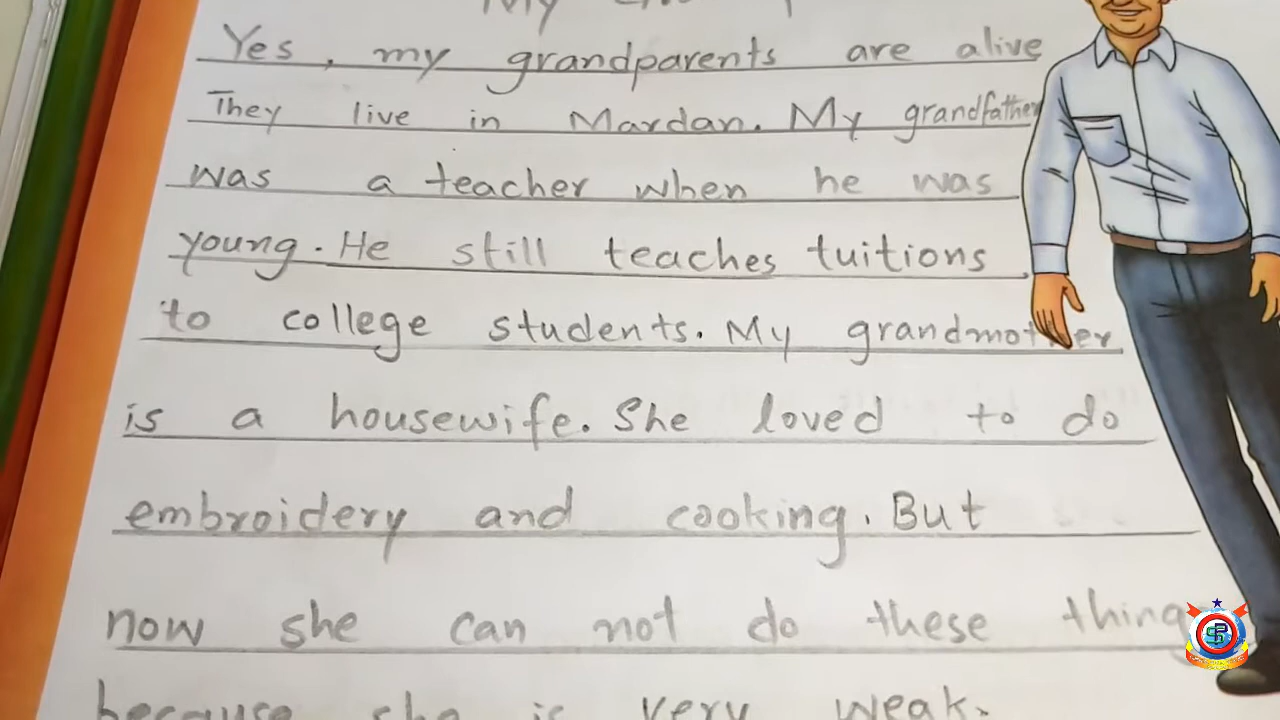 My
Yes, my grandparents are alive
They live in Mardan. My grandfather
was a teacher when he was
young. He still teaches tuitions
to college students. My grandmother
is a housewife. She loved to do
embroidery and cooking. But
now she can not do these thing
because she is very weak.